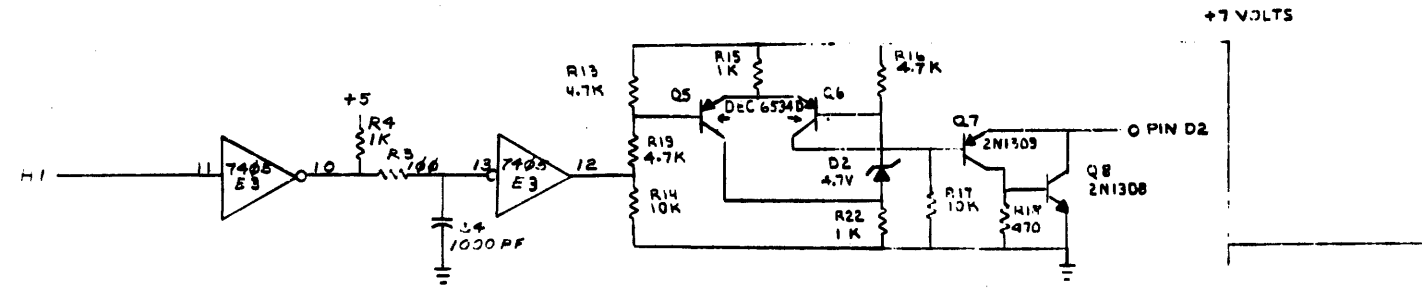 +7 VOLTS
R15
1K
R16
4.7K
R13
4.7K
Q5
DEC 6534D
Q6
+5
R4
1K
R3
100
Q7
2N1309
PIN D2
H1
11
7405
E3
10
13
7405
E3
12
R19
4.7K
D2
4.7V
Q8
2N1308
R14
10K
R22
1K
R17
10K
470
1000 PF